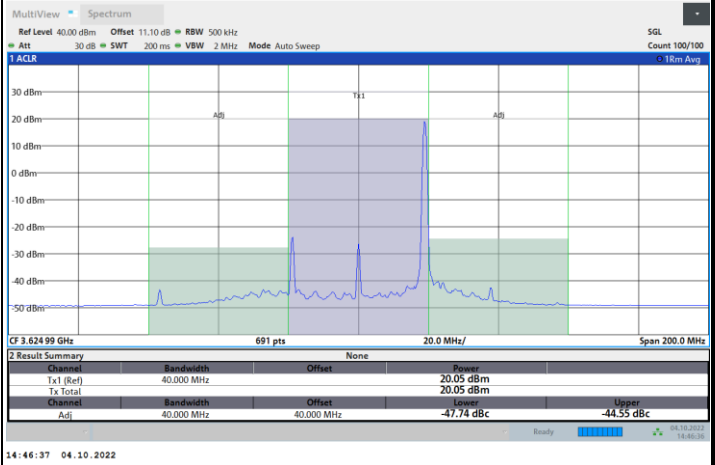 MultiView Spectrum
Ref Level 40.00 dBm Offset 11.10 dB RBW 500 kHz SGL
Att 30 dB SWT 200 ms VBW 2 MHz Mode Auto Sweep Count 100/100
1 ACLR 1Rm Avg
30 dBm
Tx1
20 dBm Adj Adj
10 dBm
0 dBm
-10 dBm
-20 dBm
-30 dBm
-40 dBm
-50 dBm
CF 3.624 99 GHz 691 pts 20.0 MHz/ Span 200.0 MHz
2 Result Summary None
Channel Bandwidth Offset Power
Tx1 (Ref) 40.000 MHz 20.05 dBm
Tx Total 20.05 dBm
Channel Bandwidth Offset Lower Upper
Adj 40.000 MHz 40.000 MHz -47.74 dBc -44.55 dBc
Ready 04.10.2022
14:46:36
14:46:37 04.10.2022